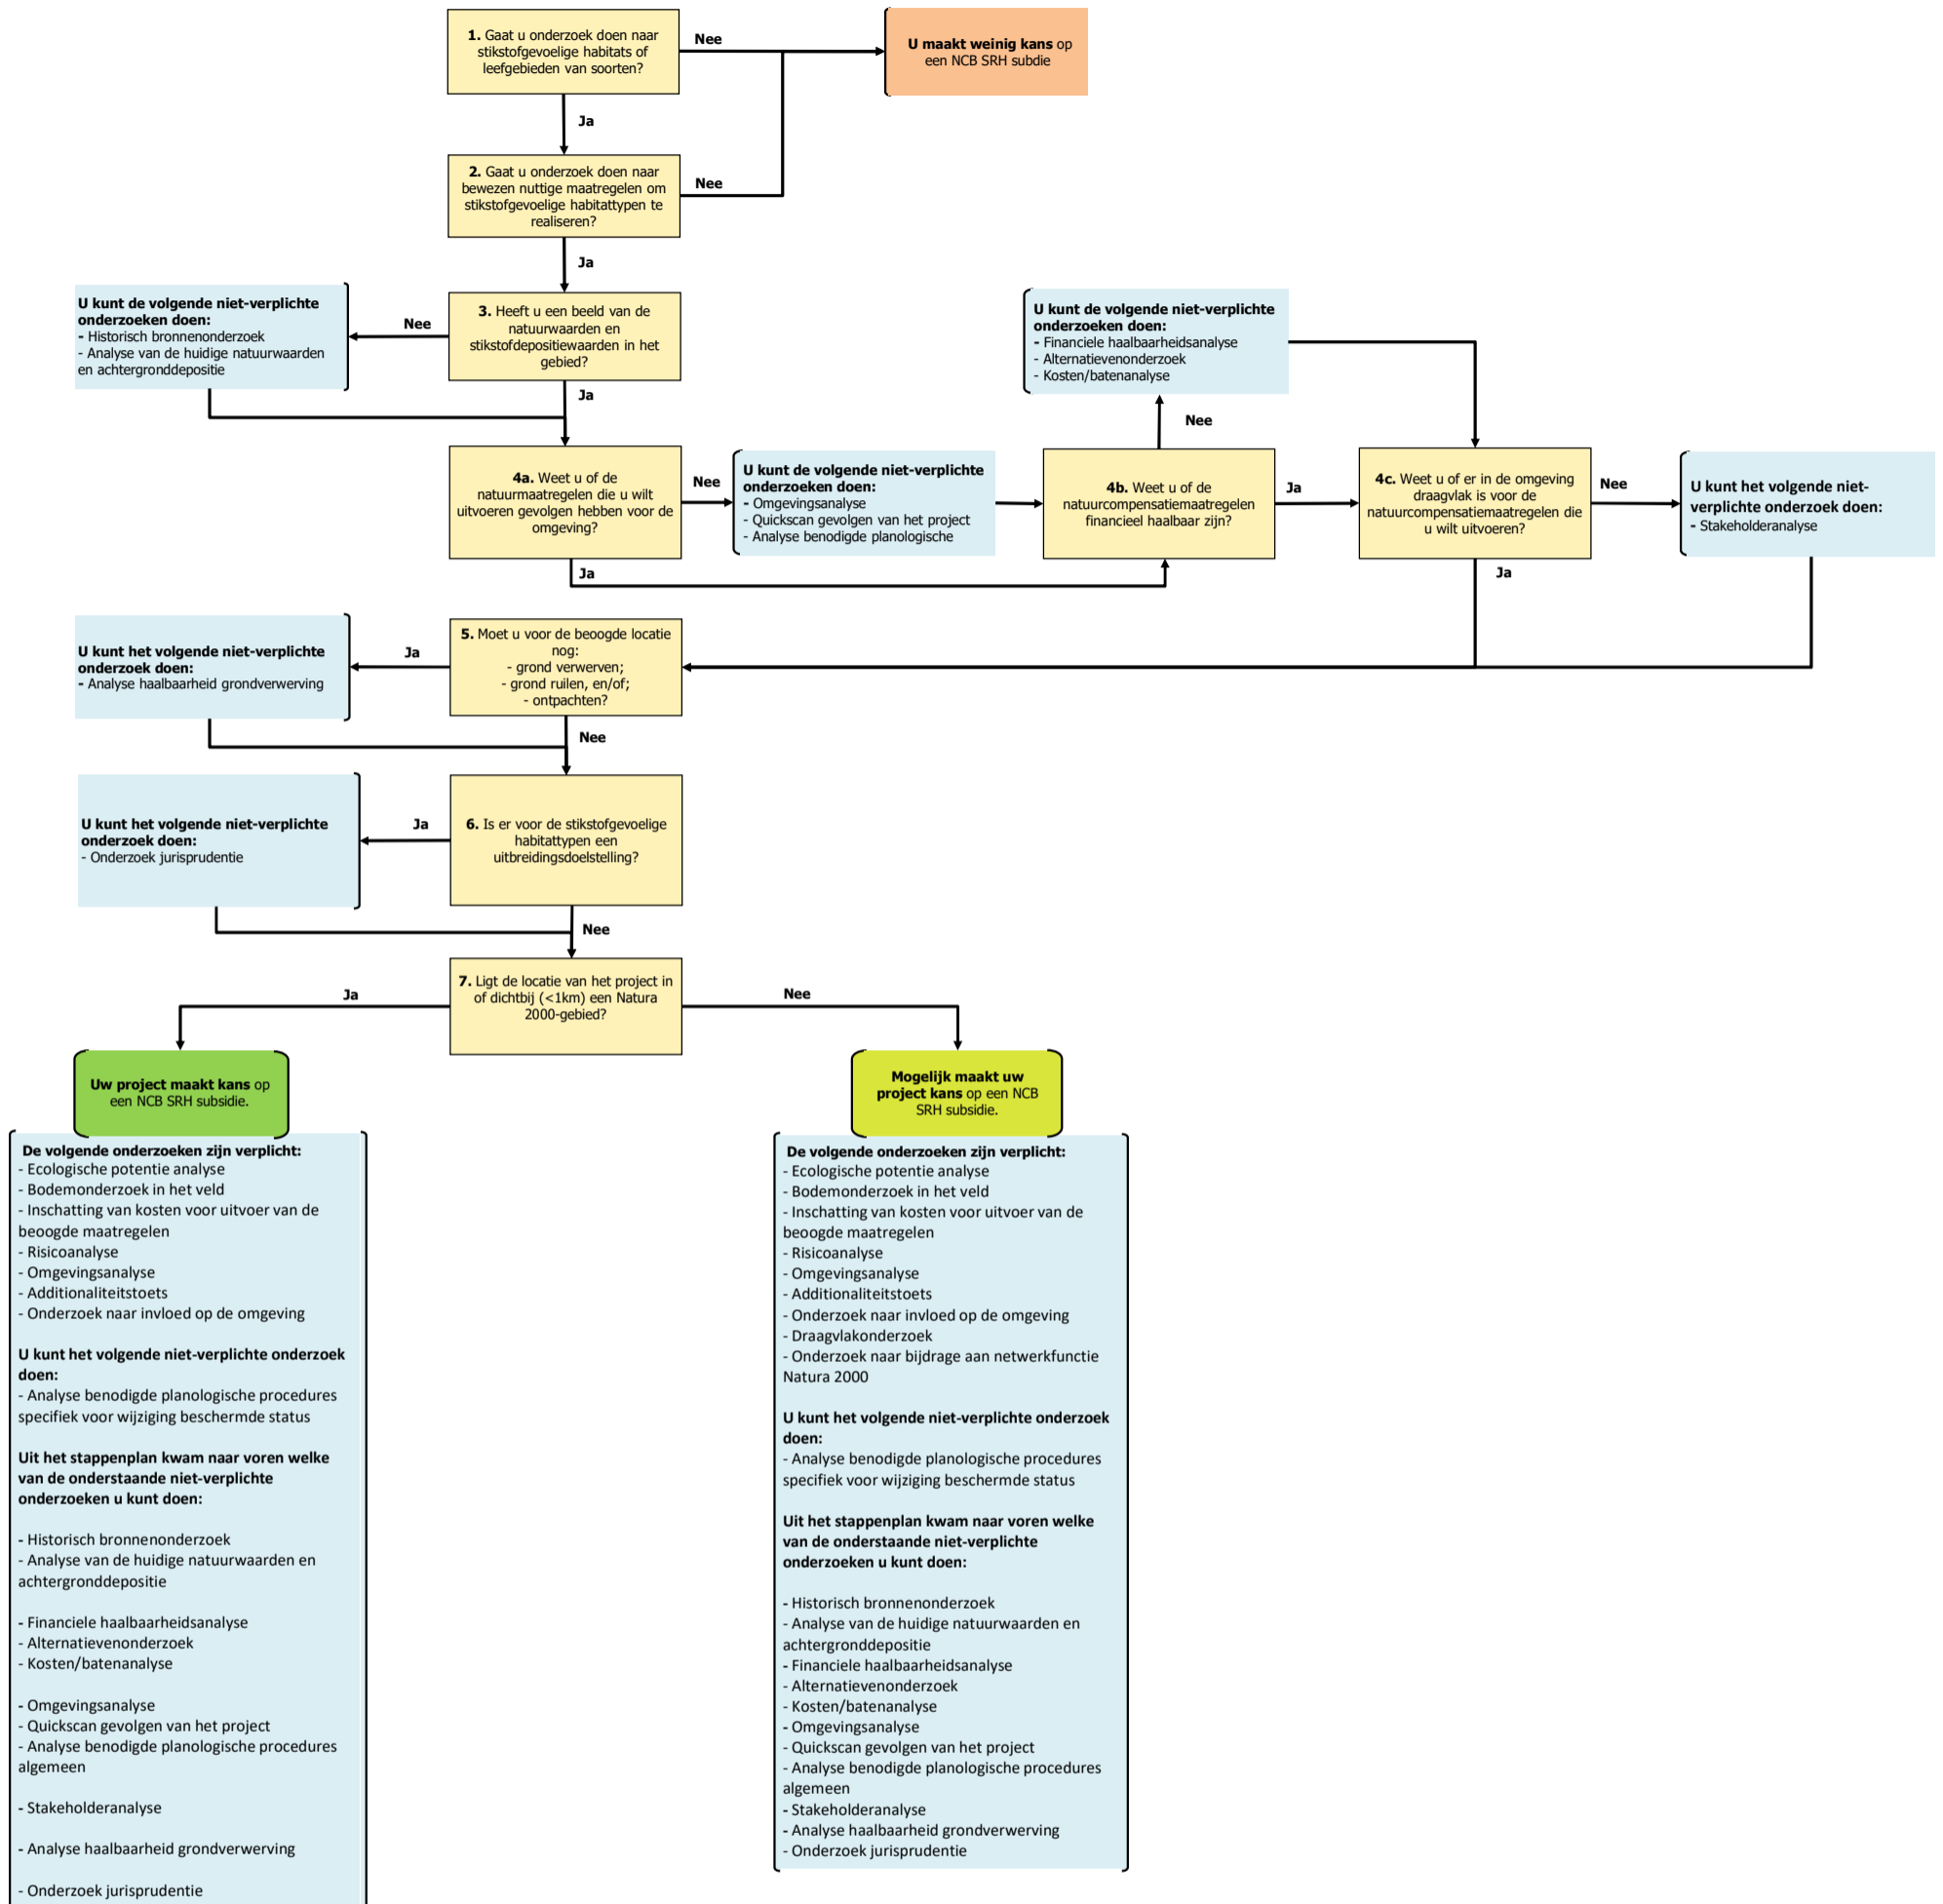 1. Gaat u onderzoek doen naar
stikstofgevoelige habitats of
leefgebieden van soorten?
Nee
U maakt weinig kans op
een NCB SRH subdie
Ja
2. Gaat u onderzoek doen naar
bewezen nuttige maatregelen om
stikstofgevoelige habitattypen te
realiseren?
Nee
Ja
U kunt de volgende niet-verplichte
onderzoeken doen:
- Historisch bronnenonderzoek
- Analyse van de huidige natuurwaarden
en achtergronddepositie
Nee
3. Heeft u een beeld van de
natuurwaarden en
stikstofdepositiewaarden in het
gebied?
Ja
U kunt de volgende niet-verplichte
onderzoeken doen:
- Financiele haalbaarheidsanalyse
- Alternatievenonderzoek
- Kosten/batenanalyse
Nee
4a. Weet u of de
natuurmaatregelen die u wilt
uitvoeren gevolgen hebben voor de
omgeving?
Nee
U kunt de volgende niet-verplichte
onderzoeken doen:
- Omgevingsanalyse
- Quickscan gevolgen van het project
- Analyse benodigde planologische
4b. Weet u of de
natuurcompensatiemaatregelen
financieel haalbaar zijn?
Ja
4c. Weet u of er in de omgeving
draagvlak is voor de
natuurcompensatiemaatregelen die
u wilt uitvoeren?
Nee
U kunt het volgende niet-
verplichte onderzoek doen:
- Stakeholderanalyse
Ja
Ja
U kunt het volgende niet-verplichte
onderzoek doen:
- Analyse haalbaarheid grondverwerving
Ja
5. Moet u voor de beoogde locatie
nog:
- grond verwerven;
- grond ruilen, en/of;
- ontpachten?
Nee
U kunt het volgende niet-verplichte
onderzoek doen:
- Onderzoek jurisprudentie
Ja
6. Is er voor de stikstofgevoelige
habitattypen een
uitbreidingsdoelstelling?
Nee
7. Ligt de locatie van het project in
of dichtbij (<1km) een Natura
2000-gebied?
Ja
Nee
Uw project maakt kans op
een NCB SRH subsidie.
De volgende onderzoeken zijn verplicht:
- Ecologische potentie analyse
- Bodemonderzoek in het veld
- Inschatting van kosten voor uitvoer van de
beoogde maatregelen
- Risicoanalyse
- Omgevingsanalyse
- Additionaliteitstoets
- Onderzoek naar invloed op de omgeving
U kunt het volgende niet-verplichte onderzoek
doen:
- Analyse benodigde planologische procedures
specifiek voor wijziging beschermde status
Uit het stappenplan kwam naar voren welke
van de onderstaande niet-verplichte
onderzoeken u kunt doen:
- Historisch bronnenonderzoek
- Analyse van de huidige natuurwaarden en
achtergronddepositie
- Financiele haalbaarheidsanalyse
- Alternatievenonderzoek
- Kosten/batenanalyse
- Omgevingsanalyse
- Quickscan gevolgen van het project
- Analyse benodigde planologische procedures
algemeen
- Stakeholderanalyse
- Analyse haalbaarheid grondverwerving
- Onderzoek jurisprudentie
Mogelijk maakt uw
project kans op een NCB
SRH subsidie.
De volgende onderzoeken zijn verplicht:
- Ecologische potentie analyse
- Bodemonderzoek in het veld
- Inschatting van kosten voor uitvoer van de
beoogde maatregelen
- Risicoanalyse
- Omgevingsanalyse
- Additionaliteitstoets
- Onderzoek naar invloed op de omgeving
- Draagvlakonderzoek
- Onderzoek naar bijdrage aan netwerkfunctie
Natura 2000
U kunt het volgende niet-verplichte onderzoek
doen:
- Analyse benodigde planologische procedures
specifiek voor wijziging beschermde status
Uit het stappenplan kwam naar voren welke
van de onderstaande niet-verplichte
onderzoeken u kunt doen:
- Historisch bronnenonderzoek
- Analyse van de huidige natuurwaarden en
achtergronddepositie
- Financiele haalbaarheidsanalyse
- Alternatievenonderzoek
- Kosten/batenanalyse
- Omgevingsanalyse
- Quickscan gevolgen van het project
- Analyse benodigde planologische procedures
algemeen
- Stakeholderanalyse
- Analyse haalbaarheid grondverwerving
- Onderzoek jurisprudentie